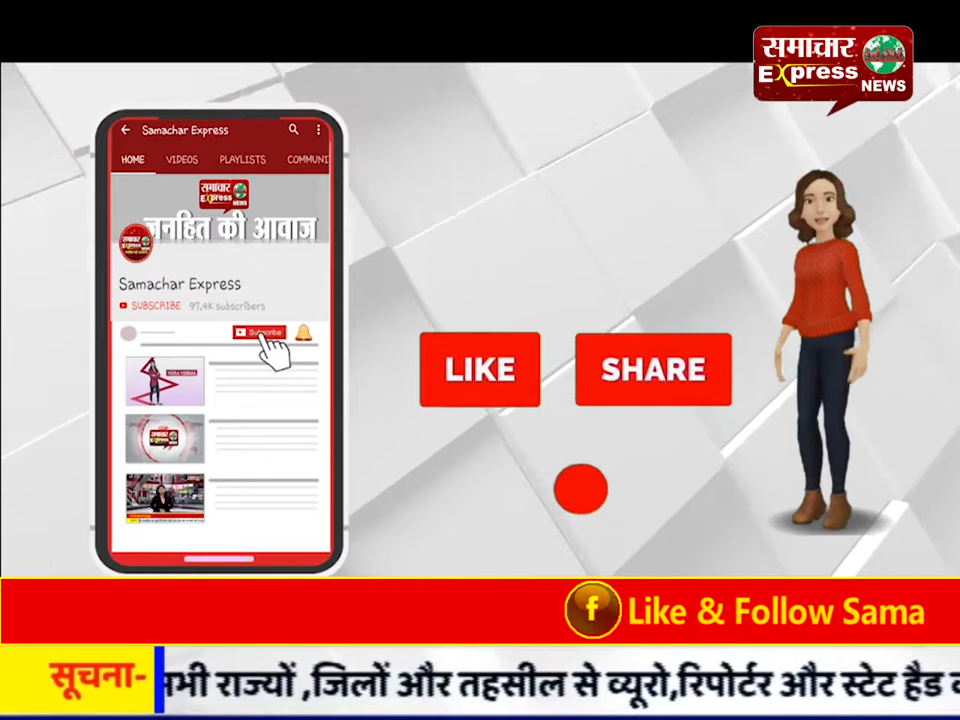 समाचार
Express
NEWS
Samachar Express
HOME VIDEOS PLAYLISTS COMMUNI
समाचार
Express
NEWS
जनहित की आवाज
Samachar Express
SUBSCRIBE 97.4K subscribers
Subscribe
LIKE SHARE
f Like & Follow Sama
सूचना- भी राज्यों ,जिलों और तहसील से ब्यूरो,रिपोर्टर और स्टेट हैड